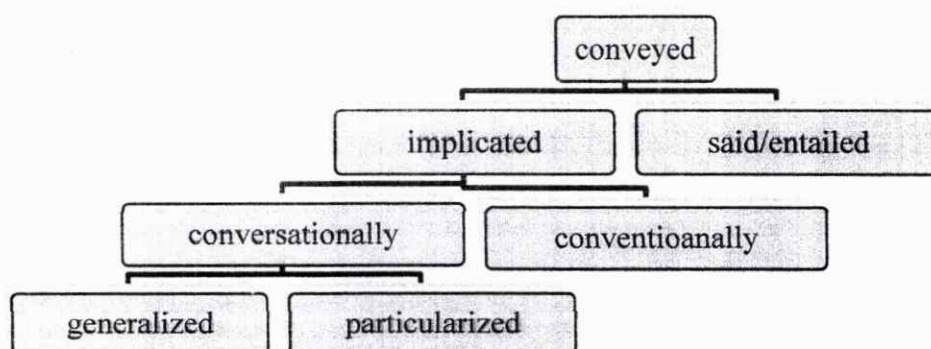 conveyed
implicated said/entailed
conversationally conventioanally
generalized particularized